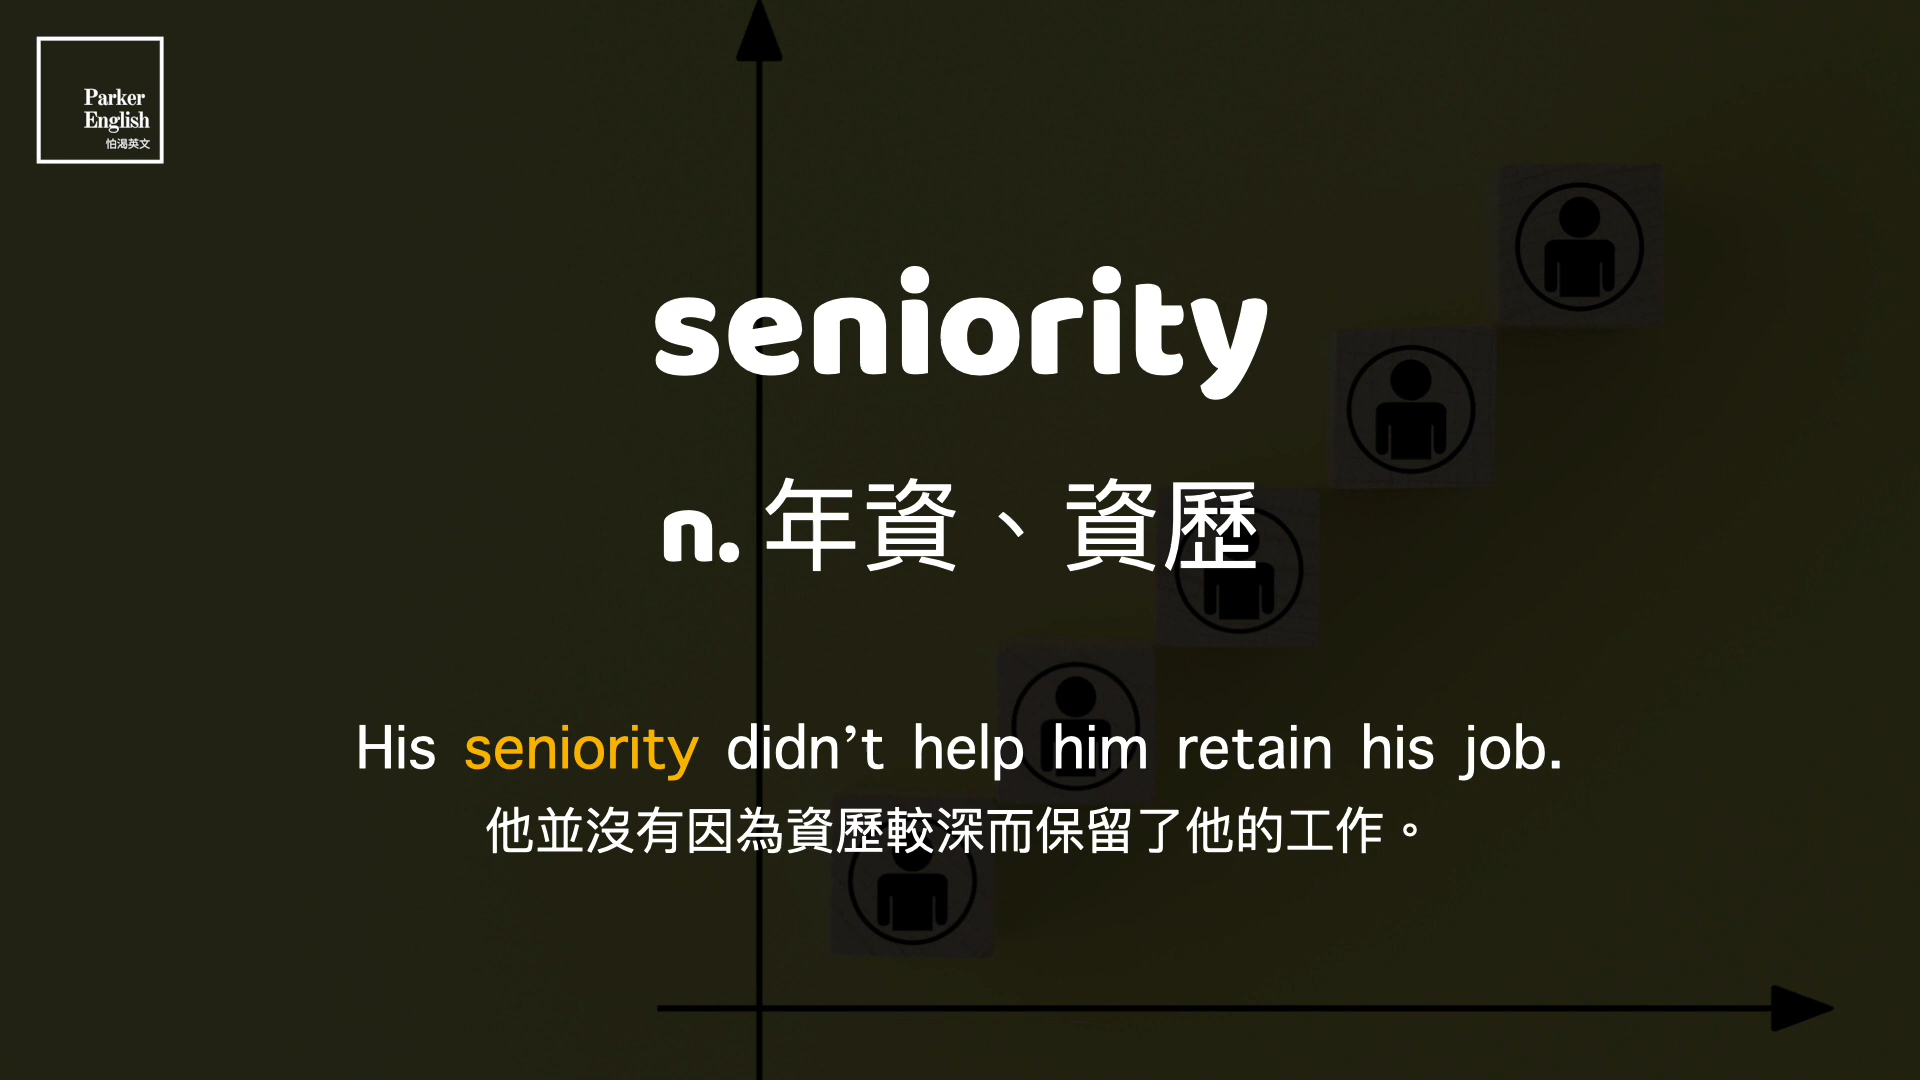 Parker
English
怕渴英文
seniority
n. 年資、資歷
His seniority didn’t help him retain his job.
他並沒有因為資歷較深而保留了他的工作。